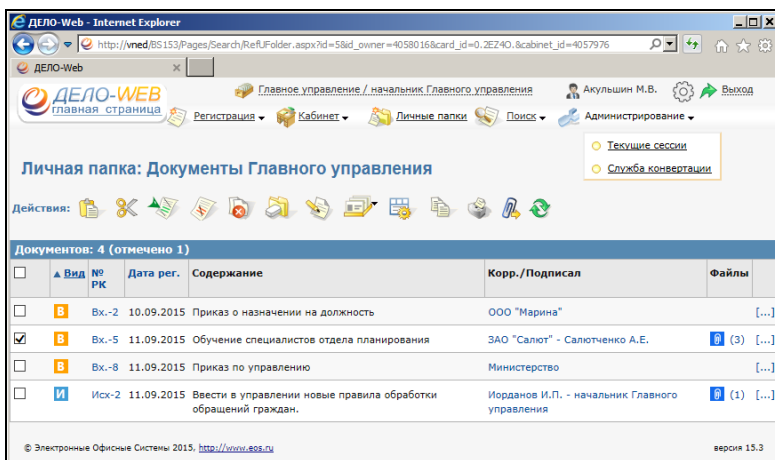 ДЕЛО-Web - Internet Explorer
http://vned/BS153/Pages/Search/RefUFolder.aspx?id=5&id_owner=4058016&card_id=0.2EZ4O.&cabinet_id=4057976
ДЕЛО-Web
ДЕЛО-WEB
главная страница
Главное управление / начальник Главного управления
Акульшин М.В.
Выход
Регистрация
Кабинет
Личные папки
Поиск
Администрирование
Текущие сессии
Служба конвертации
Личная папка: Документы Главного управления
Действия:
Документов: 4 (отмечено 1)
Вид № РК Дата рег. Содержание Корр./Подписал Файлы
В Вх.-2 10.09.2015 Приказ о назначении на должность ООО "Марина" [...]
В Вх.-5 11.09.2015 Обучение специалистов отдела планирования ЗАО "Салют" - Салютченко А.Е. (3) [...]
В Вх.-8 11.09.2015 Приказ по управлению Министерство [...]
И Исх-2 11.09.2015 Ввести в управлении новые правила обработки Иорданов И.П. - начальник Главного (1) [...]
обращений граждан. управления
© Электронные Офисные Системы 2015, http://www.eos.ru
версия 15.3